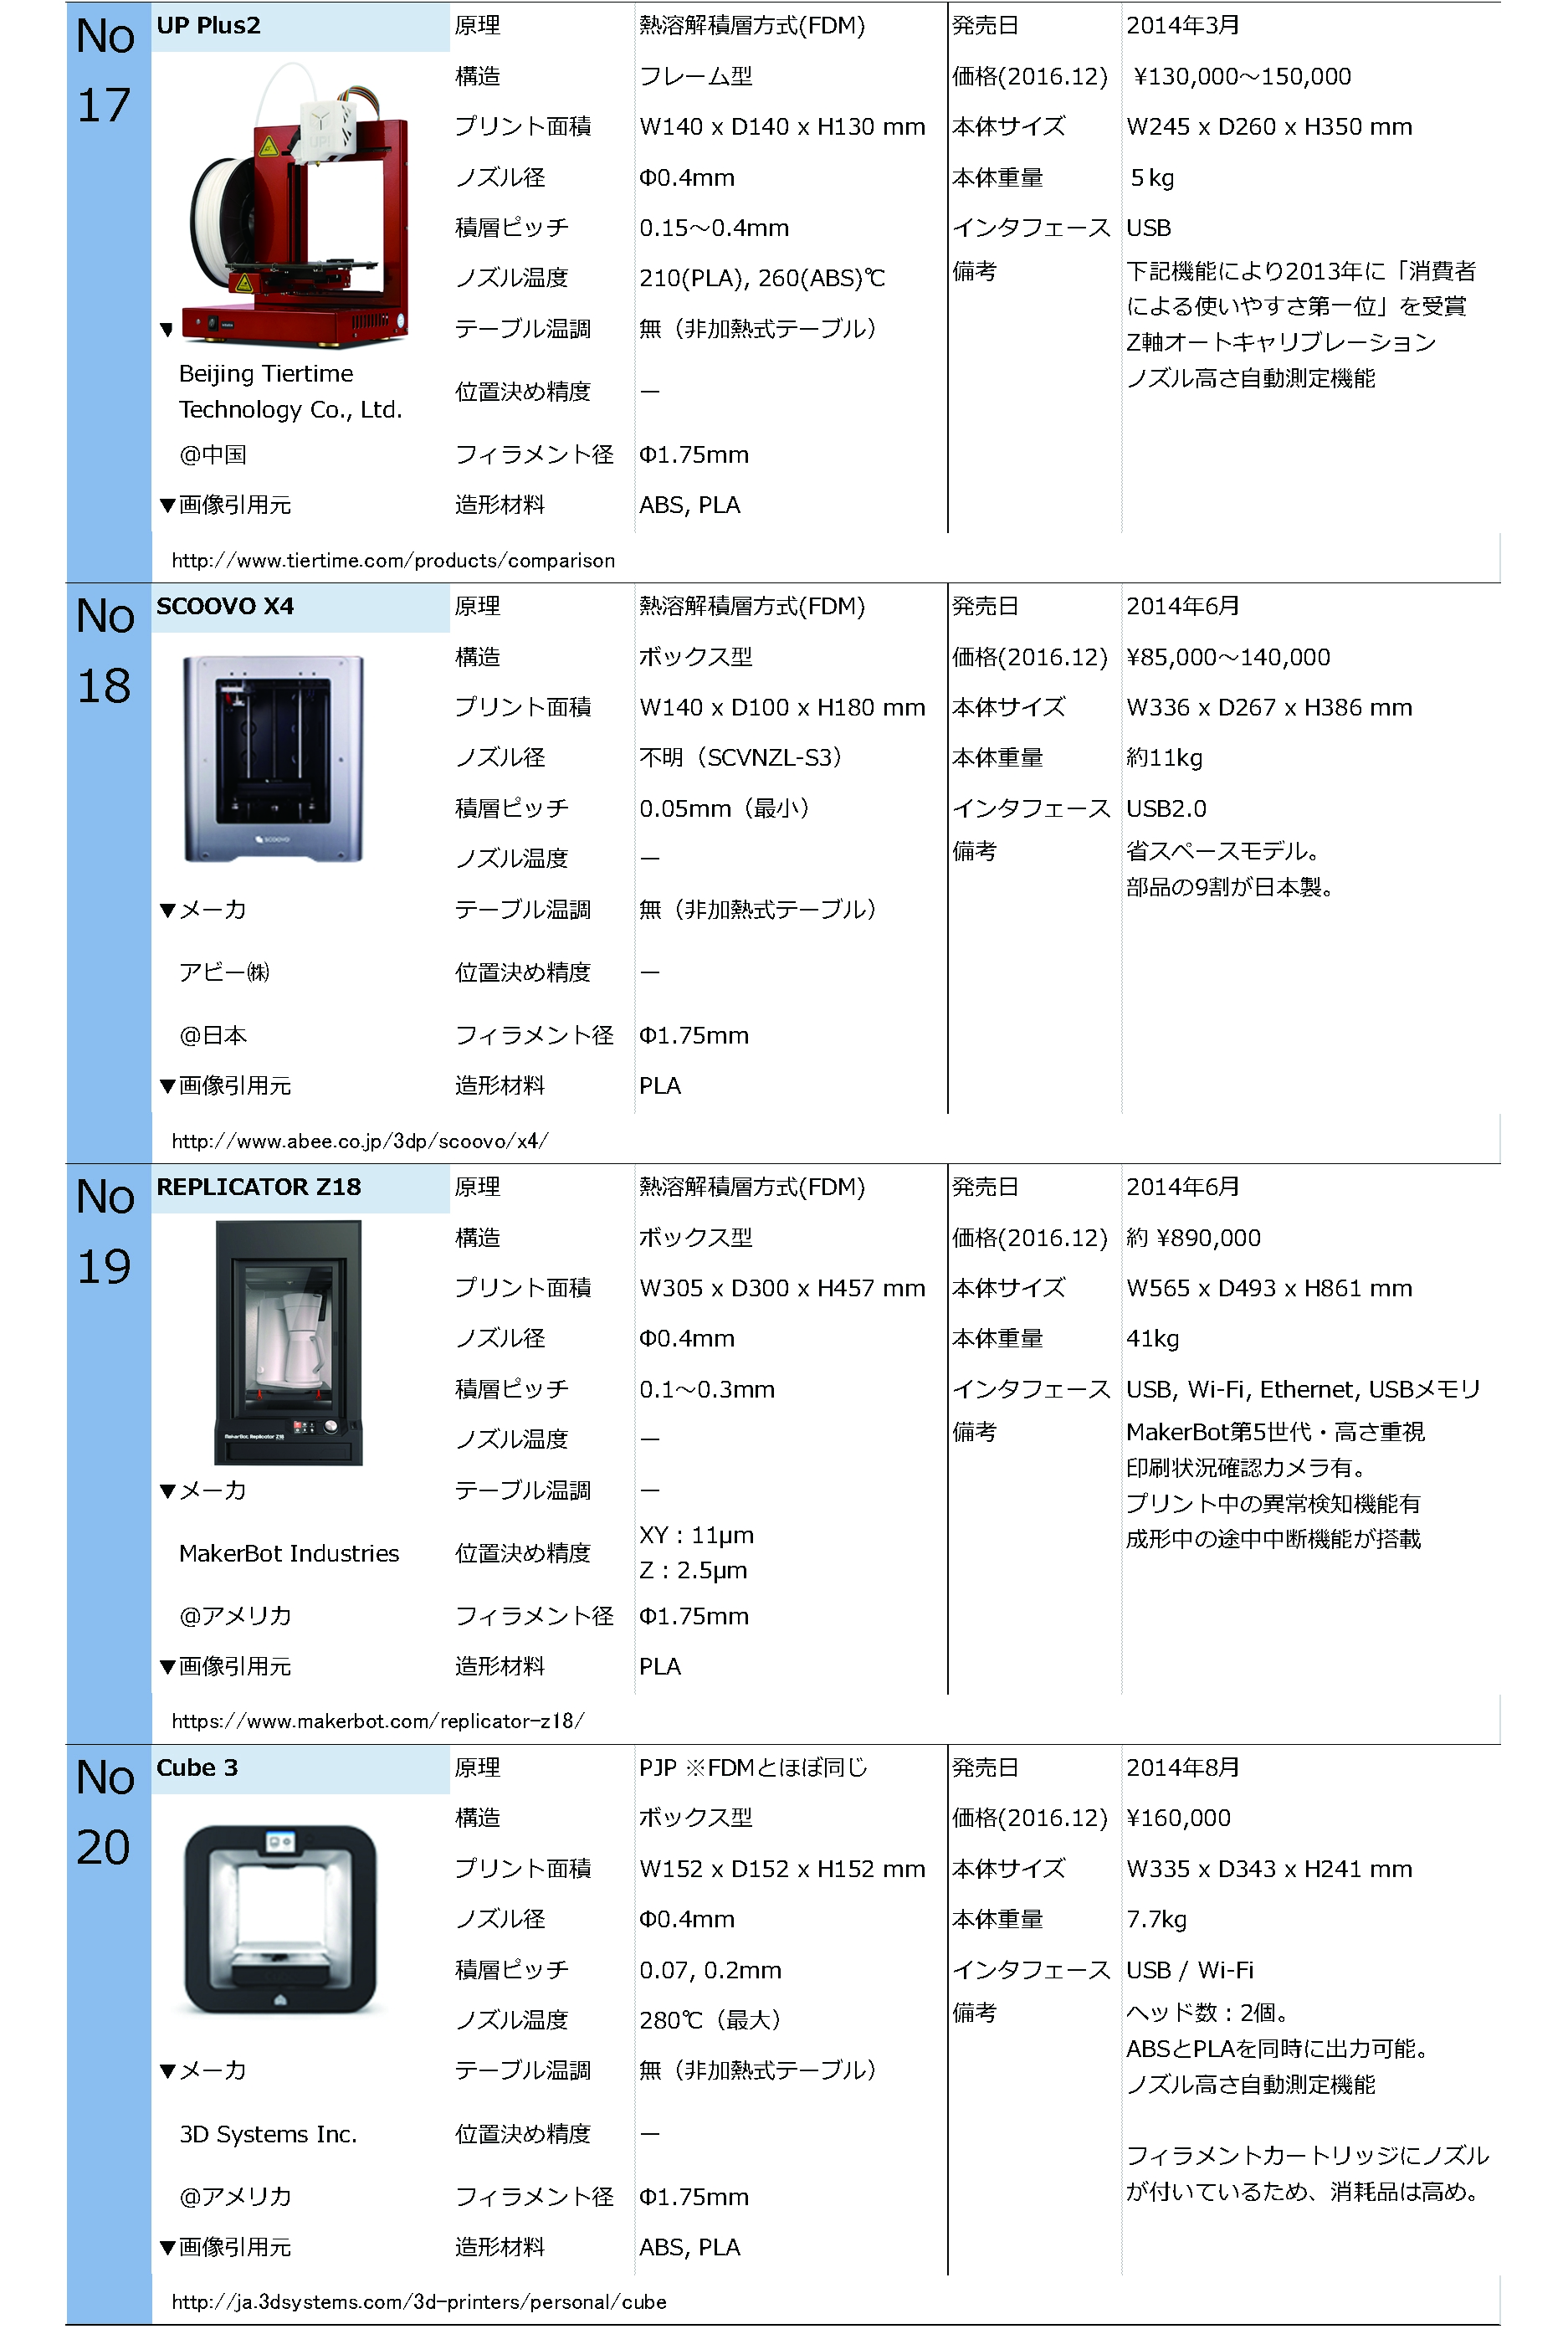 No 17
UP Plus2
原理 熱溶解積層方式(FDM) 発売日 2014年3月
構造 フレーム型 価格(2016.12) ¥130,000～150,000
プリント面積 W140 x D140 x H130 mm 本体サイズ W245 x D260 x H350 mm
ノズル径 Φ0.4mm 本体重量 5kg
積層ピッチ 0.15～0.4mm インタフェース USB
ノズル温度 210(PLA), 260(ABS)℃ 備考 下記機能により2013年に「消費者
による使いやすさ第一位」を受賞
Z軸オートキャリブレーション
ノズル高さ自動測定機能
▼ テーブル温調 無（非加熱式テーブル）
Beijing Tiertime
Technology Co., Ltd.
位置決め精度 －
@中国 フィラメント径 Φ1.75mm
▼画像引用元 造形材料 ABS, PLA
http://www.tiertime.com/products/comparison
No 18
SCOOVO X4
原理 熱溶解積層方式(FDM) 発売日 2014年6月
構造 ボックス型 価格(2016.12) ¥85,000～140,000
プリント面積 W140 x D100 x H180 mm 本体サイズ W336 x D267 x H386 mm
ノズル径 不明（SCVNZL-S3） 本体重量 約11kg
積層ピッチ 0.05mm（最小） インタフェース USB2.0
SCOOVO
ノズル温度 － 備考 省スペースモデル。
部品の9割が日本製。
▼メーカ テーブル温調 無（非加熱式テーブル）
アビー㈱ 位置決め精度 －
@日本 フィラメント径 Φ1.75mm
▼画像引用元 造形材料 PLA
http://www.abee.co.jp/3dp/scoovo/x4/
No 19
REPLICATOR Z18
原理 熱溶解積層方式(FDM) 発売日 2014年6月
構造 ボックス型 価格(2016.12) 約 ¥890,000
プリント面積 W305 x D300 x H457 mm 本体サイズ W565 x D493 x H861 mm
ノズル径 Φ0.4mm 本体重量 41kg
積層ピッチ 0.1～0.3mm インタフェース USB, Wi-Fi, Ethernet, USBメモリ
MakerBot Replicator Z18
ノズル温度 － 備考 MakerBot第5世代・高さ重視
印刷状況確認カメラ有。
プリント中の異常検知機能有
成形中の途中中断機能が搭載
▼メーカ テーブル温調 －
MakerBot Industries 位置決め精度 XY：11μm
Z：2.5μm
@アメリカ フィラメント径 Φ1.75mm
▼画像引用元 造形材料 PLA
https://www.makerbot.com/replicator-z18/
No 20
Cube 3
原理 PJP ※FDMとほぼ同じ 発売日 2014年8月
構造 ボックス型 価格(2016.12) ¥160,000
プリント面積 W152 x D152 x H152 mm 本体サイズ W335 x D343 x H241 mm
ノズル径 Φ0.4mm 本体重量 7.7kg
積層ピッチ 0.07, 0.2mm インタフェース USB / Wi-Fi
ノズル温度 280℃（最大） 備考 ヘッド数：2個。
ABSとPLAを同時に出力可能。
ノズル高さ自動測定機能
フィラメントカートリッジにノズル
が付いているため、消耗品は高め。
▼メーカ テーブル温調 無（非加熱式テーブル）
3D Systems Inc. 位置決め精度 －
@アメリカ フィラメント径 Φ1.75mm
▼画像引用元 造形材料 ABS, PLA
http://ja.3dsystems.com/3d-printers/personal/cube